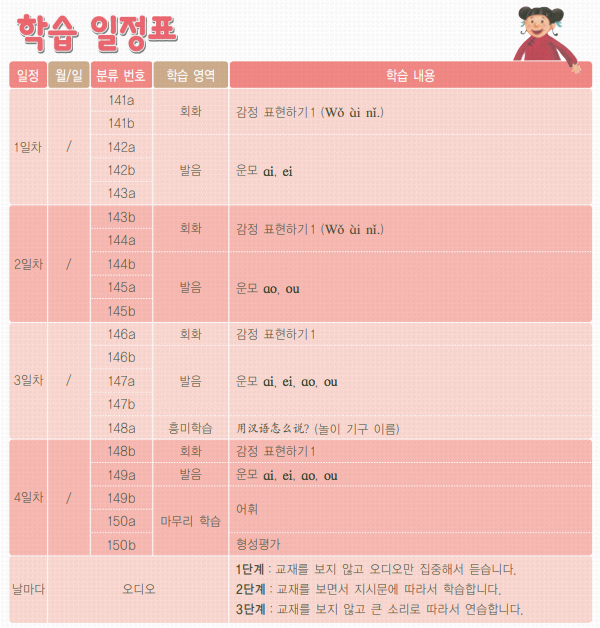 학습 일정표
일정 월/일 분류 번호 학습 영역 학습 내용
1일차 /
141a 회화 감정 표현하기1 (Wǒ ài nǐ.)
141b
142a 발음 운모 ai, ei
142b
143a
2일차 /
143b 회화 감정 표현하기1 (Wǒ ài nǐ.)
144a
144b 발음 운모 ao, ou
145a
145b
3일차 /
146a 회화 감정 표현하기1
146b 발음 운모 ai, ei, ao, ou
147a
147b
148a 흥미학습 用汉语怎么说? (놀이 기구 이름)
4일차 /
148b 회화 감정 표현하기1
149a 발음 운모 ai, ei, ao, ou
149b 마무리 학습 어휘
150a
150b 형성평가
날마다 오디오
1단계 : 교재를 보지 않고 오디오만 집중해서 듣습니다.
2단계 : 교재를 보면서 지시문에 따라서 학습합니다.
3단계 : 교재를 보지 않고 큰 소리로 따라서 연습합니다.